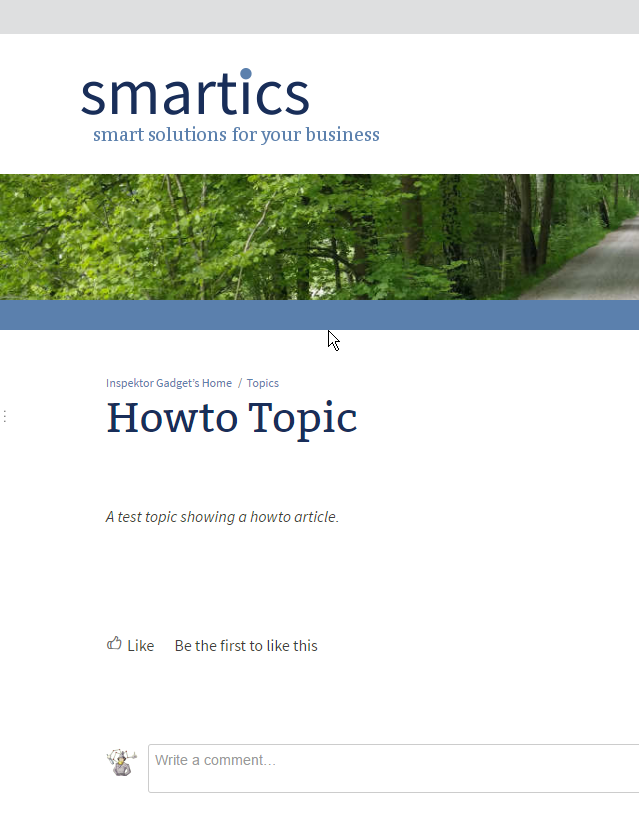 smartics
smart solutions for your business
Inspektor Gadget's Home / Topics
Howto Topic
A test topic showing a howto article.
Like Be the first to like this
Write a comment…